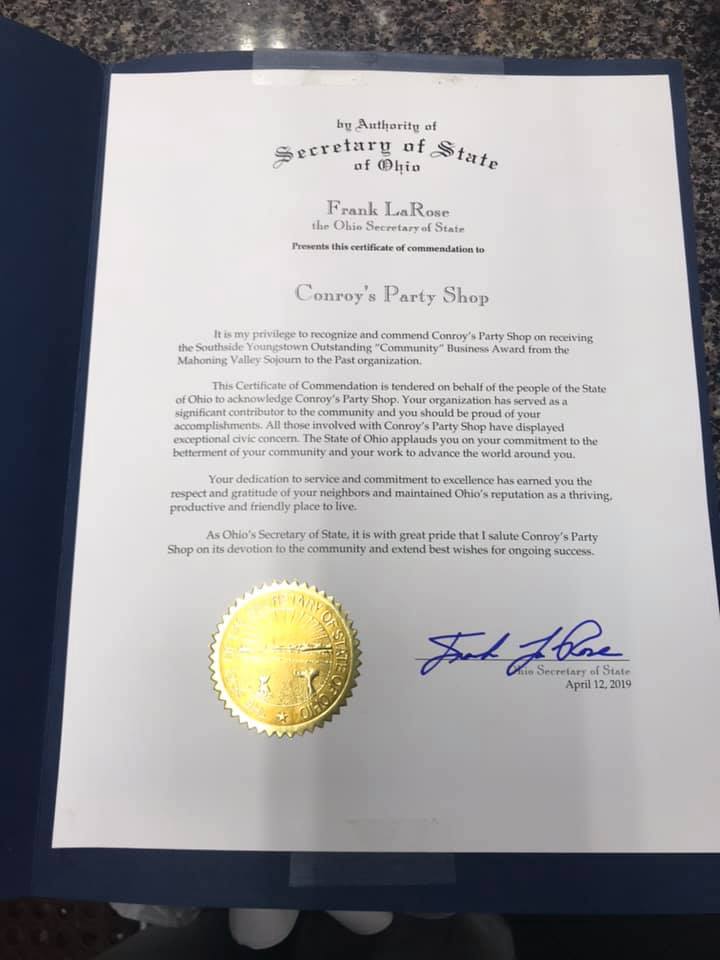 by Authority of
Secretary of State
of Ohio
Frank LaRose
the Ohio Secretary of State
Presents this certificate of commendation to
Conroy's Party Shop
It is my privilege to recognize and commend Conroy's Party Shop on receiving
the Southside Youngstown Outstanding "Community" Business Award from the
Mahoning Valley Sojourn to the Past organization.
This Certificate of Commendation is tendered on behalf of the people of the State
of Ohio to acknowledge Conroy's Party Shop. Your organization has served as a
significant contributor to the community and you should be proud of your
accomplishments. All those involved with Conroy's Party Shop have displayed
exceptional civic concern. The State of Ohio applauds you on your commitment to the
betterment of your community and your work to advance the world around you.
Your dedication to service and commitment to excellence has earned you the
respect and gratitude of your neighbors and maintained Ohio's reputation as a thriving,
productive and friendly place to live.
As Ohio's Secretary of State, it is with great pride that I salute Conroy's Party
Shop on its devotion to the community and extend best wishes for ongoing success.
Frank LaRose
Ohio Secretary of State
April 12, 2019
OF STATE OF OHIO